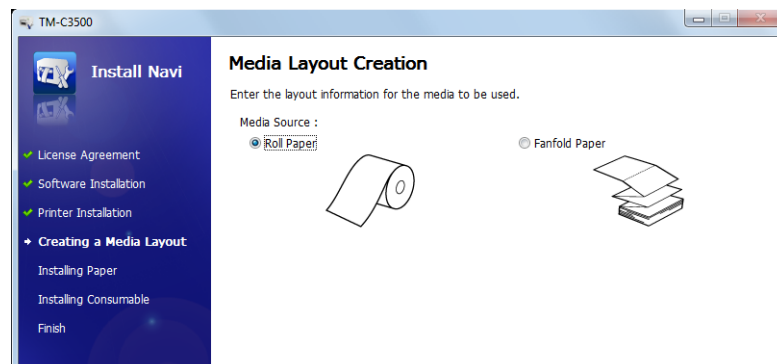 TM-C3500
Install Navi
License Agreement
Software Installation
Printer Installation
Creating a Media Layout
Installing Paper
Installing Consumable
Finish
Media Layout Creation
Enter the layout information for the media to be used.
Media Source :
Roll Paper
Fanfold Paper